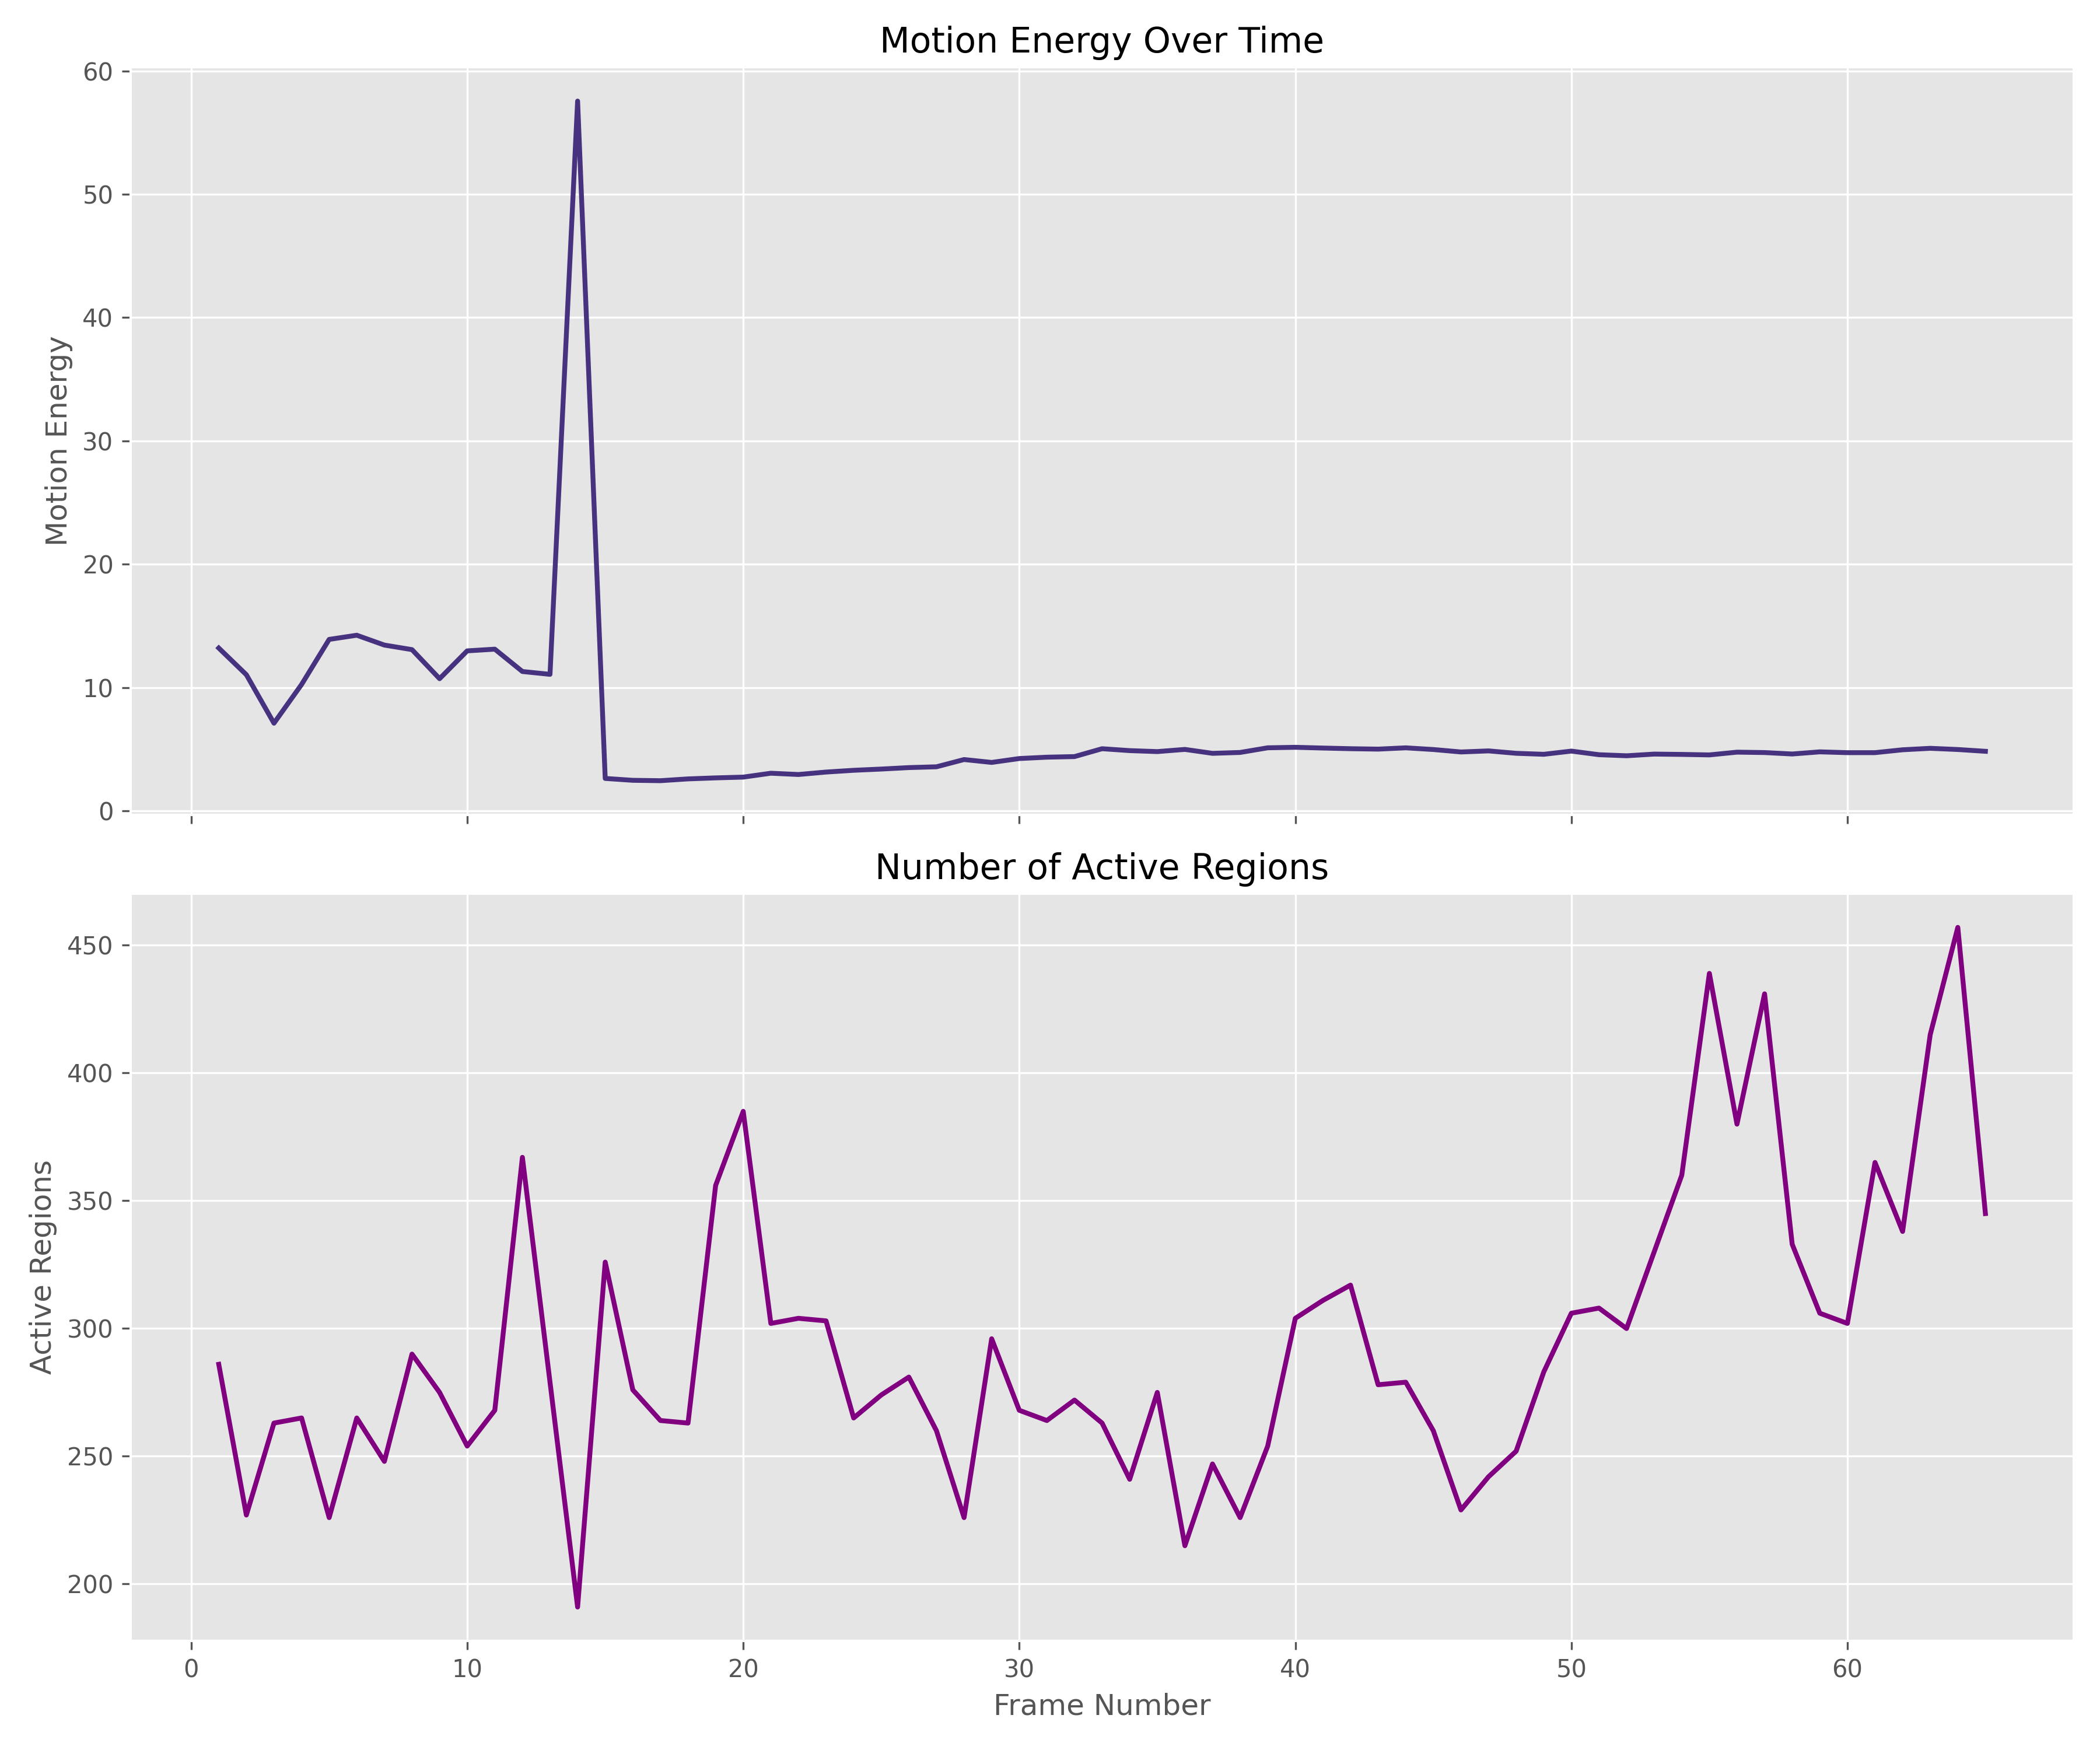 Motion Energy Over Time
60
50
40
30
20
10
0
Motion Energy
Number of Active Regions
450
400
350
300
250
200
Active Regions
0 10 20 30 40 50 60
Frame Number